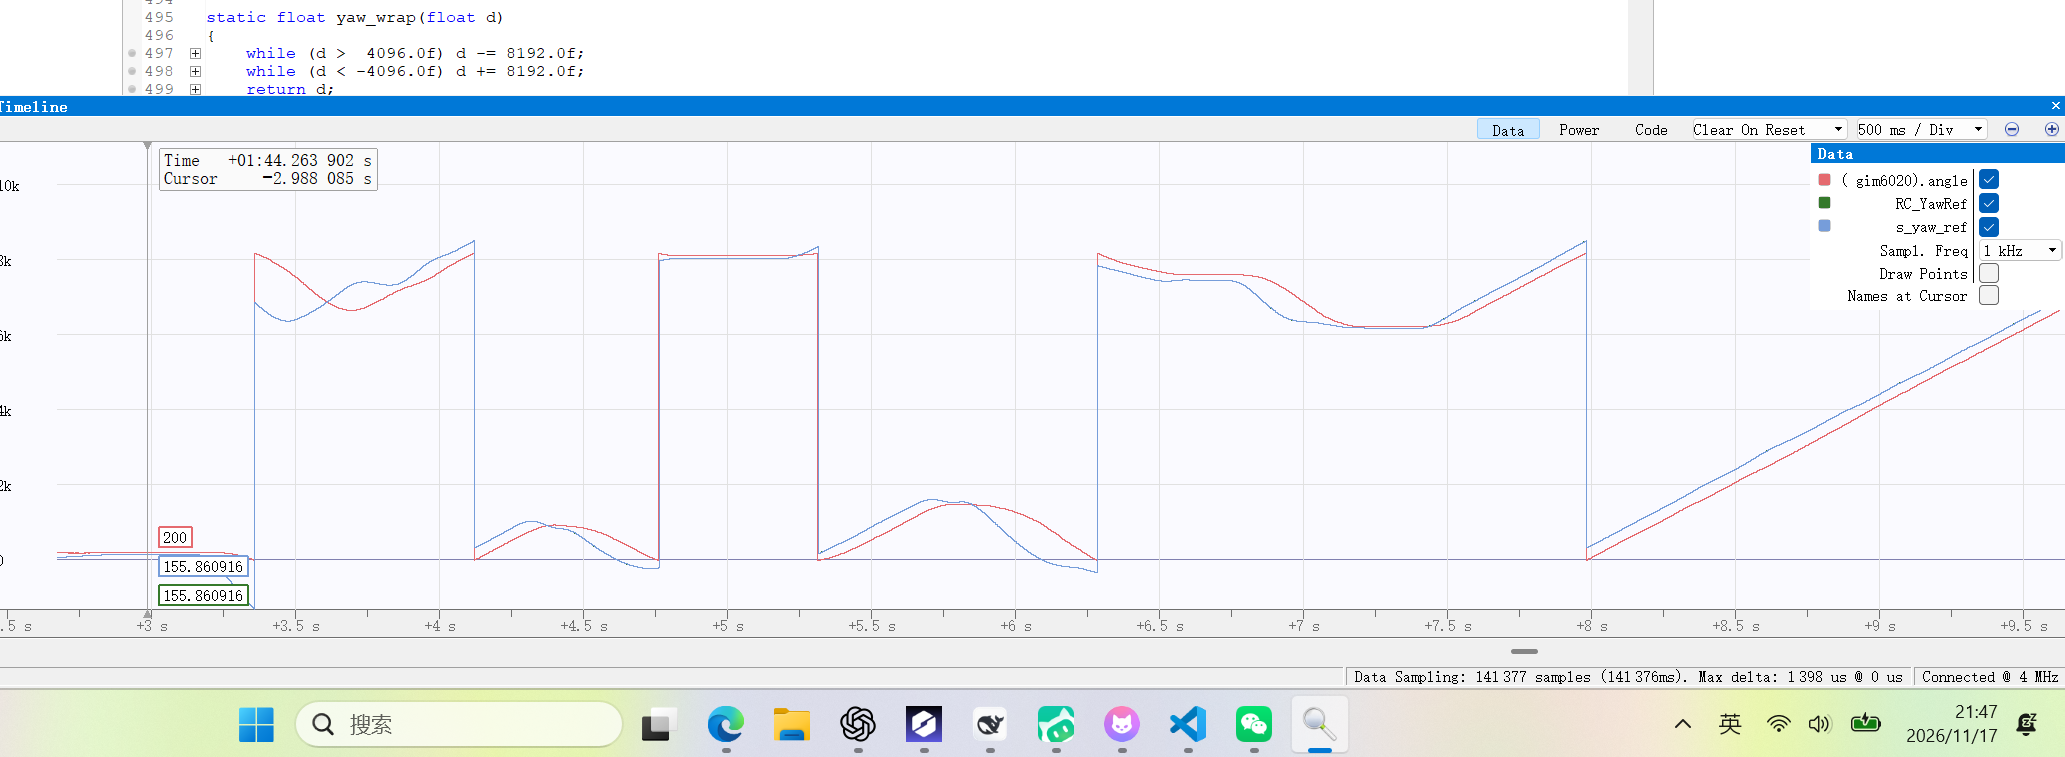 495 static float yaw_wrap(float d)
496 {
497 while (d > 4096.0f) d -= 8192.0f;
498 while (d < -4096.0f) d += 8192.0f;
499 return d;
Timeline
Data Power Code Clear On Reset 500 ms / Div
Time +01:44.263 902 s
Cursor -2.988 085 s
Data
( gim6020).angle
RC_YawRef
s_yaw_ref
Sampl. Freq 1 kHz
Draw Points
Names at Cursor
10k
8k
6k
4k
2k
0
200
155.860916
155.860916
.5 s +3 s +3.5 s +4 s +4.5 s +5 s +5.5 s +6 s +6.5 s +7 s +7.5 s +8 s +8.5 s +9 s +9.5 s
Data Sampling: 141 377 samples (141 376ms). Max delta: 1 398 us @ 0 us Connected @ 4 MHz
搜索
英
21:47
2026/11/17